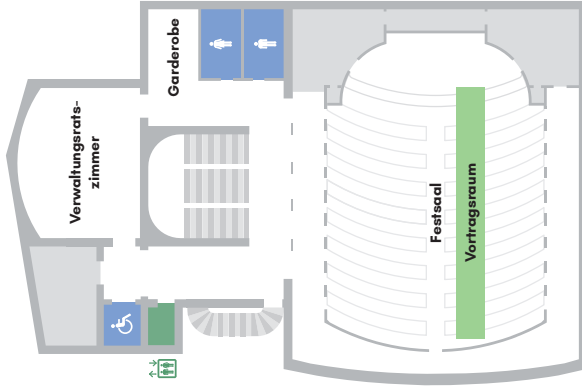 Garderobe
Verwaltungsrats-
zimmer
Festsaal
Vortragsraum